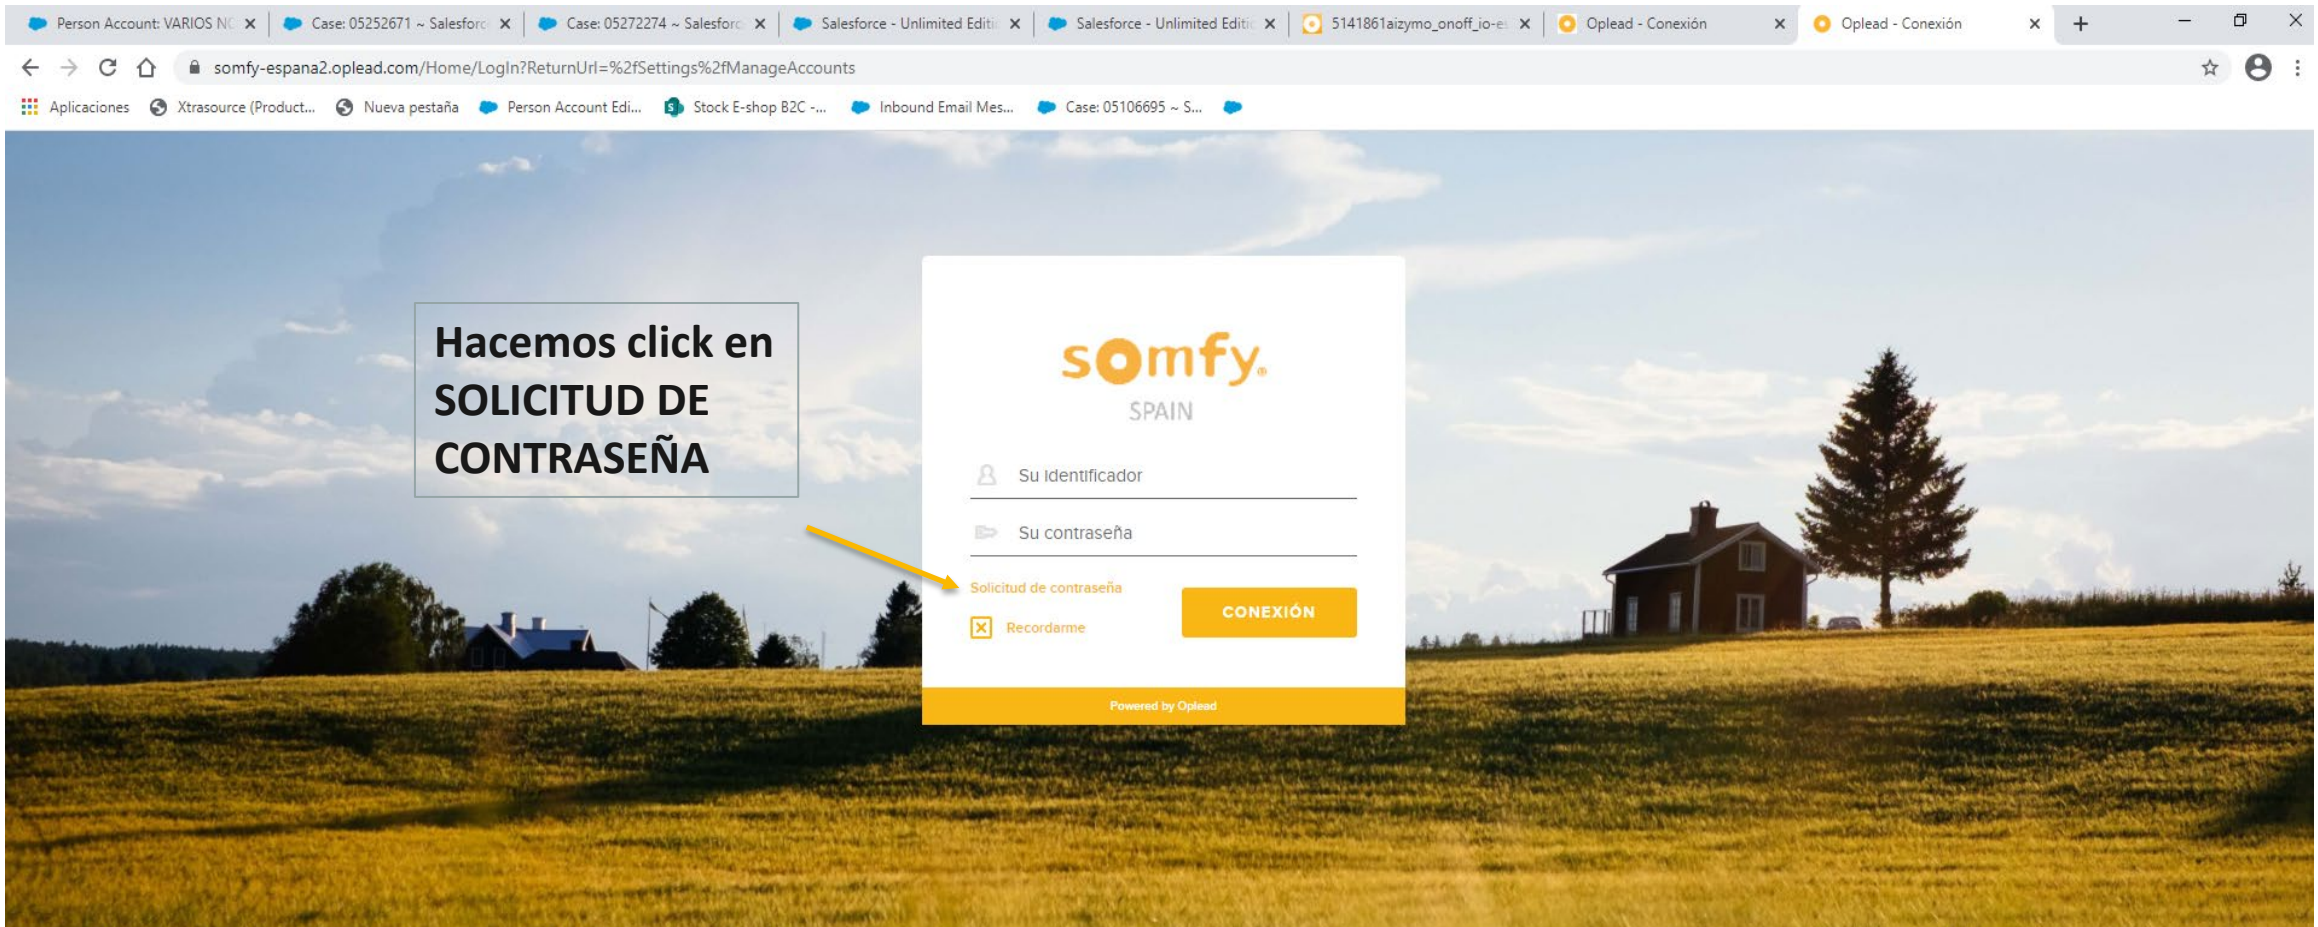 Person Account: VARIOS NO
Case: 05252671 ~ Salesforc
Case: 05272274 ~ Salesforc
Salesforce - Unlimited Editio
Salesforce - Unlimited Editio
5141861aizymo_onoff_io-es
Oplead - Conexión
Oplead - Conexión
somfy-espana2.oplead.com/Home/LogIn?ReturnUrl=%2fSettings%2fManageAccounts
Aplicaciones
Xtrasource (Product...
Nueva pestaña
Person Account Edi...
Stock E-shop B2C -...
Inbound Email Mes...
Case: 05106695 ~ S...
Hacemos click en
SOLICITUD DE
CONTRASEÑA
somfy®
SPAIN
Su identificador
Su contraseña
Solicitud de contraseña
Recordarme
CONEXIÓN
Powered by Oplead